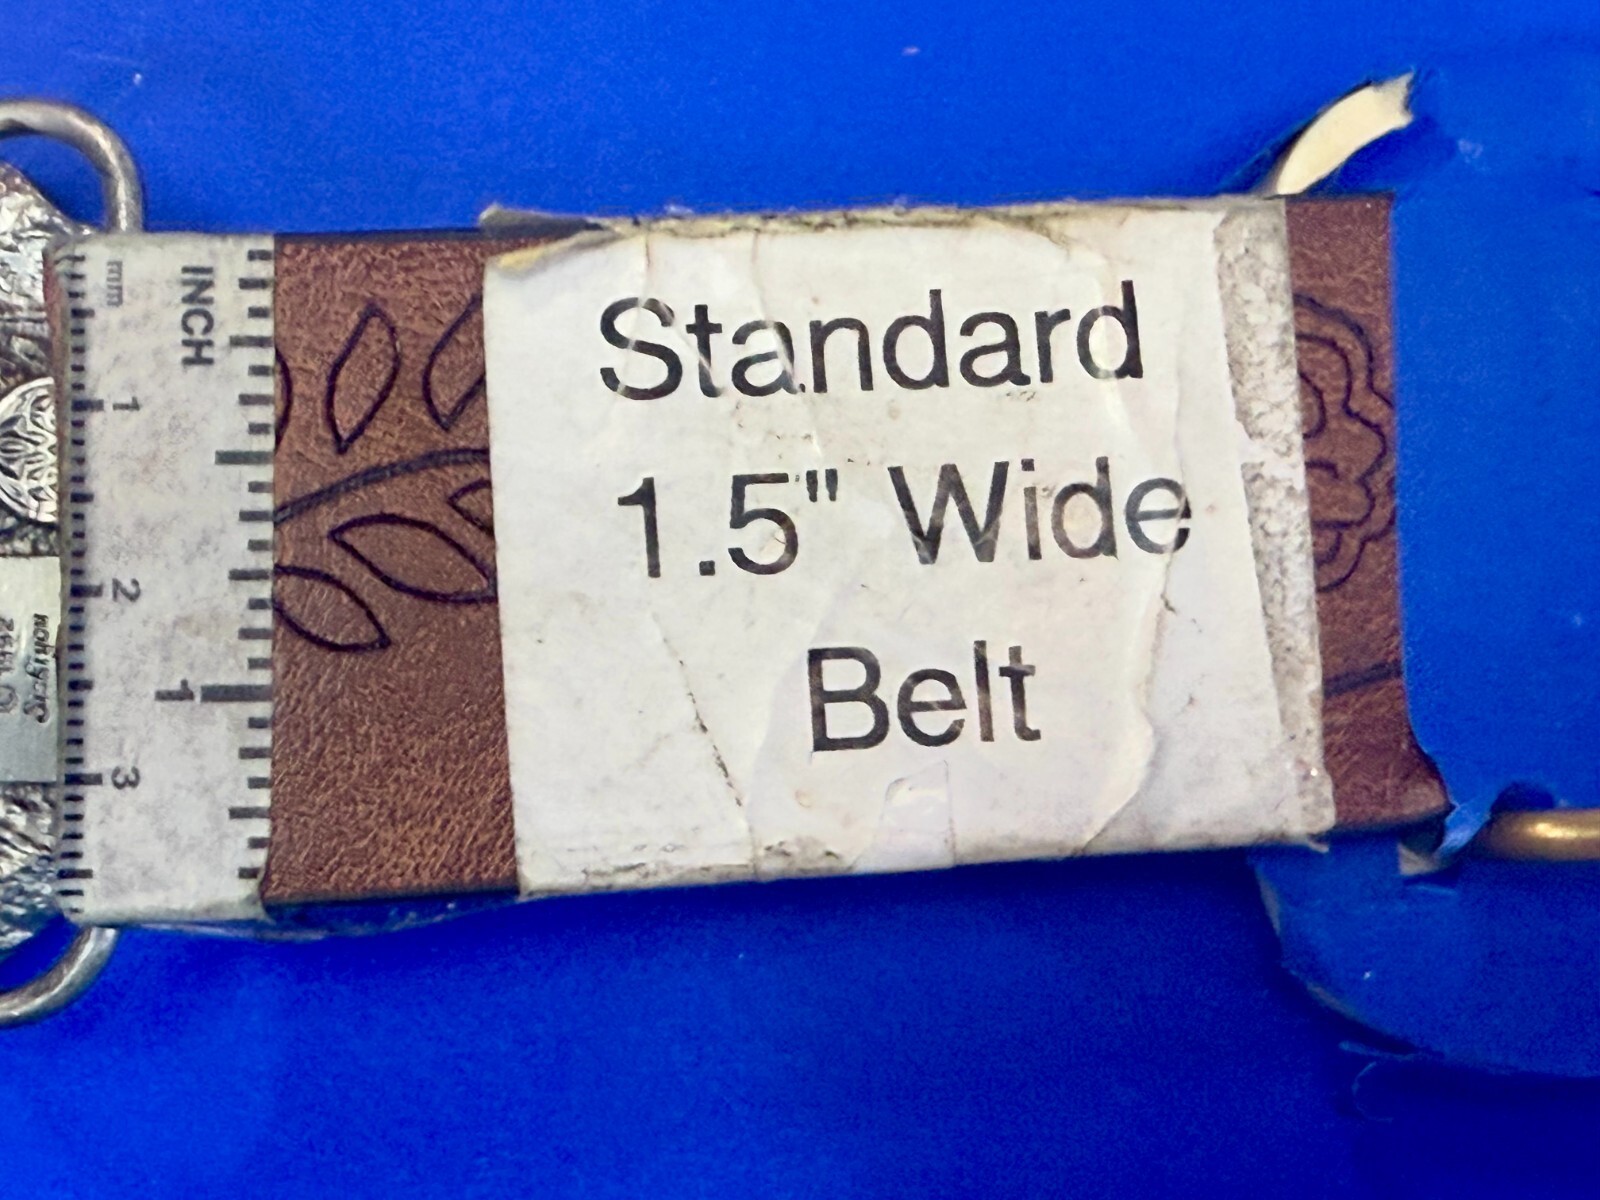 Standard
1.5" Wide
Belt
INCH
mm
1
2
3
1